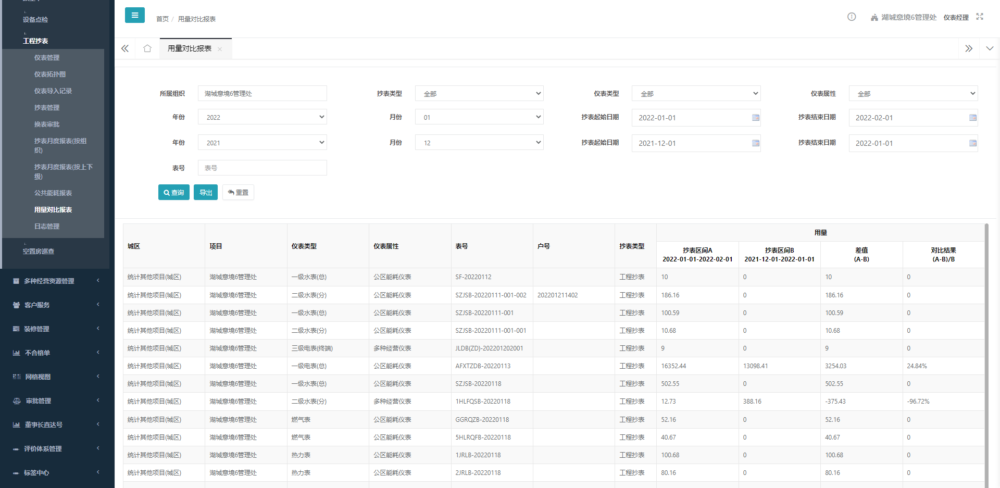 设备点检
工程抄表
仪表管理
仪表拓扑图
仪表导入记录
抄表管理
换表审批
抄表月度报表(按组
织)
抄表月度报表(按上下
级)
公共能耗报表
用量对比报表
日志管理
空置房巡查
多种经营资源管理
客户服务
装修管理
不合格单
网格视图
审批管理
董事长直达号
评价体系管理
标签中心
首页 / 用量对比报表
湖城意境6管理处 仪表经理
用量对比报表 ×
所属组织 湖城意境6管理处 抄表类型 全部 仪表类型 全部 仪表属性 全部
年份 2022 月份 01 抄表起始日期 2022-01-01 抄表结束日期 2022-02-01
年份 2021 月份 12 抄表起始日期 2021-12-01 抄表结束日期 2022-01-01
表号 表号
查询 导出 重置
城区 项目 仪表类型 仪表属性 表号 户号 抄表类型 用量
抄表区间A 抄表区间B 差值 对比结果
2022-01-01-2022-02-01 2021-12-01-2022-01-01 (A-B) (A-B)/B
统计其他项目(城区) 湖城意境6管理处 一级水表(总) 公区能耗仪表 SF-20220112 工程抄表 10 0 10 0
统计其他项目(城区) 湖城意境6管理处 二级水表(分) 公区能耗仪表 SZJSB-20220111-001-002 202201211402 工程抄表 186.16 0 186.16 0
统计其他项目(城区) 湖城意境6管理处 一级水表(总) 公区能耗仪表 SZJSB-20220111-001 工程抄表 100.59 0 100.59 0
统计其他项目(城区) 湖城意境6管理处 二级水表(分) 公区能耗仪表 SZJSB-20220111-001-001 工程抄表 10.68 0 10.68 0
统计其他项目(城区) 湖城意境6管理处 三级电表(终端) 多种经营仪表 JLDB(ZD)-202201202001 工程抄表 9 0 9 0
统计其他项目(城区) 湖城意境6管理处 一级电表(总) 公区能耗仪表 AFXTZDB-20220113 工程抄表 16352.44 13098.41 3254.03 24.84%
统计其他项目(城区) 湖城意境6管理处 一级水表(总) 公区能耗仪表 SZJSB-20220118 工程抄表 502.55 0 502.55 0
统计其他项目(城区) 湖城意境6管理处 二级水表(分) 多种经营仪表 1HLFQSB-20220118 工程抄表 12.73 388.16 -375.43 -96.72%
统计其他项目(城区) 湖城意境6管理处 燃气表 公区能耗仪表 GGRQZB-20220118 工程抄表 52.16 0 52.16 0
统计其他项目(城区) 湖城意境6管理处 燃气表 公区能耗仪表 5HLRQFB-20220118 工程抄表 40.67 0 40.67 0
统计其他项目(城区) 湖城意境6管理处 热力表 公区能耗仪表 1JRLB-20220118 工程抄表 100.68 0 100.68 0
统计其他项目(城区) 湖城意境6管理处 热力表 公区能耗仪表 2JRLB-20220118 工程抄表 80.16 0 80.16 0